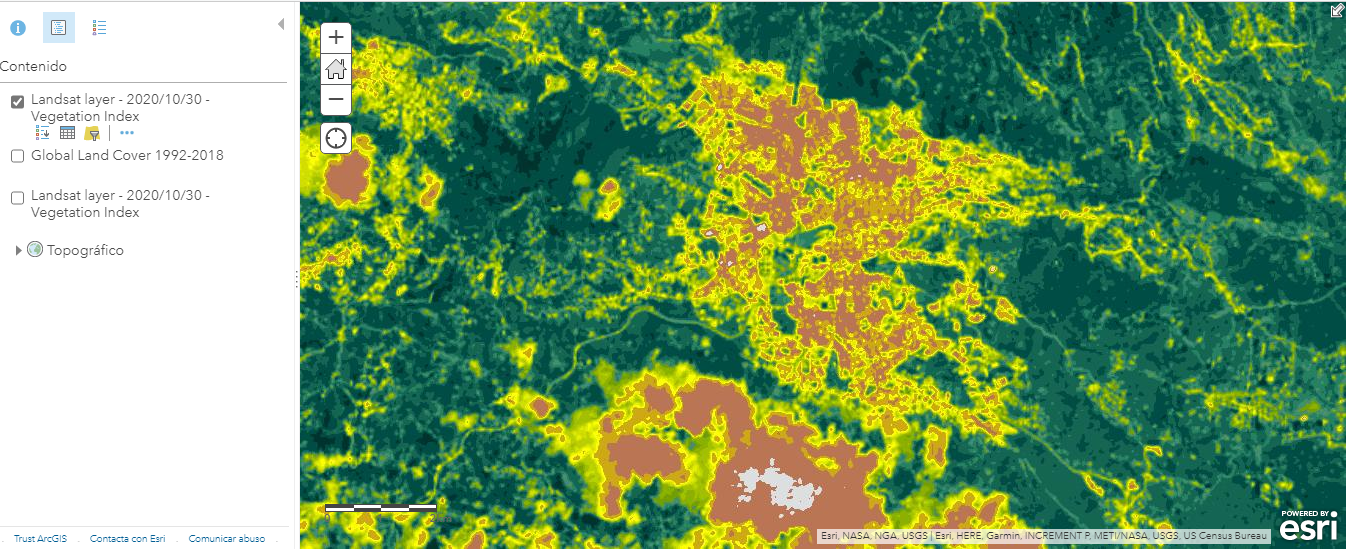 Contenido
Landsat layer - 2020/10/30 -
Vegetation Index
Global Land Cover 1992-2018
Landsat layer - 2020/10/30 -
Vegetation Index
Topográfico
Trust ArcGIS
Contacta con Esri
Comunicar abuso
Esri, NASA, NGA, USGS | Esri, HERE, Garmin, INCREMENT P, METI/NASA, USGS, US Census Bureau
POWERED BY
esri